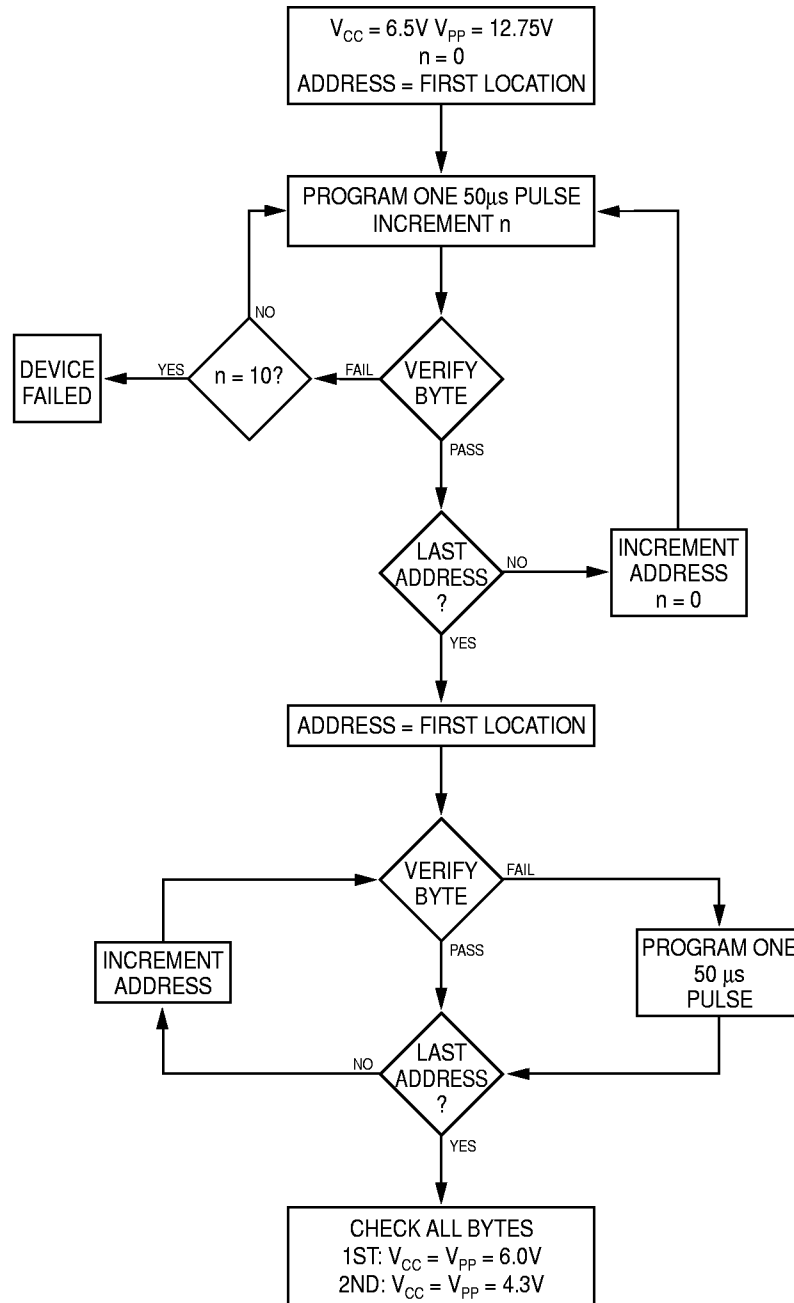 VCC = 6.5V VPP = 12.75V
n = 0
ADDRESS = FIRST LOCATION
PROGRAM ONE 50μs PULSE
INCREMENT n
NO
DEVICE
FAILED
YES
n = 10?
FAIL
VERIFY
BYTE
PASS
LAST
ADDRESS
?
NO
INCREMENT
ADDRESS
n = 0
YES
ADDRESS = FIRST LOCATION
VERIFY
BYTE
FAIL
PASS
INCREMENT
ADDRESS
PROGRAM ONE
50 μs
PULSE
NO
LAST
ADDRESS
?
YES
CHECK ALL BYTES
1ST: VCC = VPP = 6.0V
2ND: VCC = VPP = 4.3V